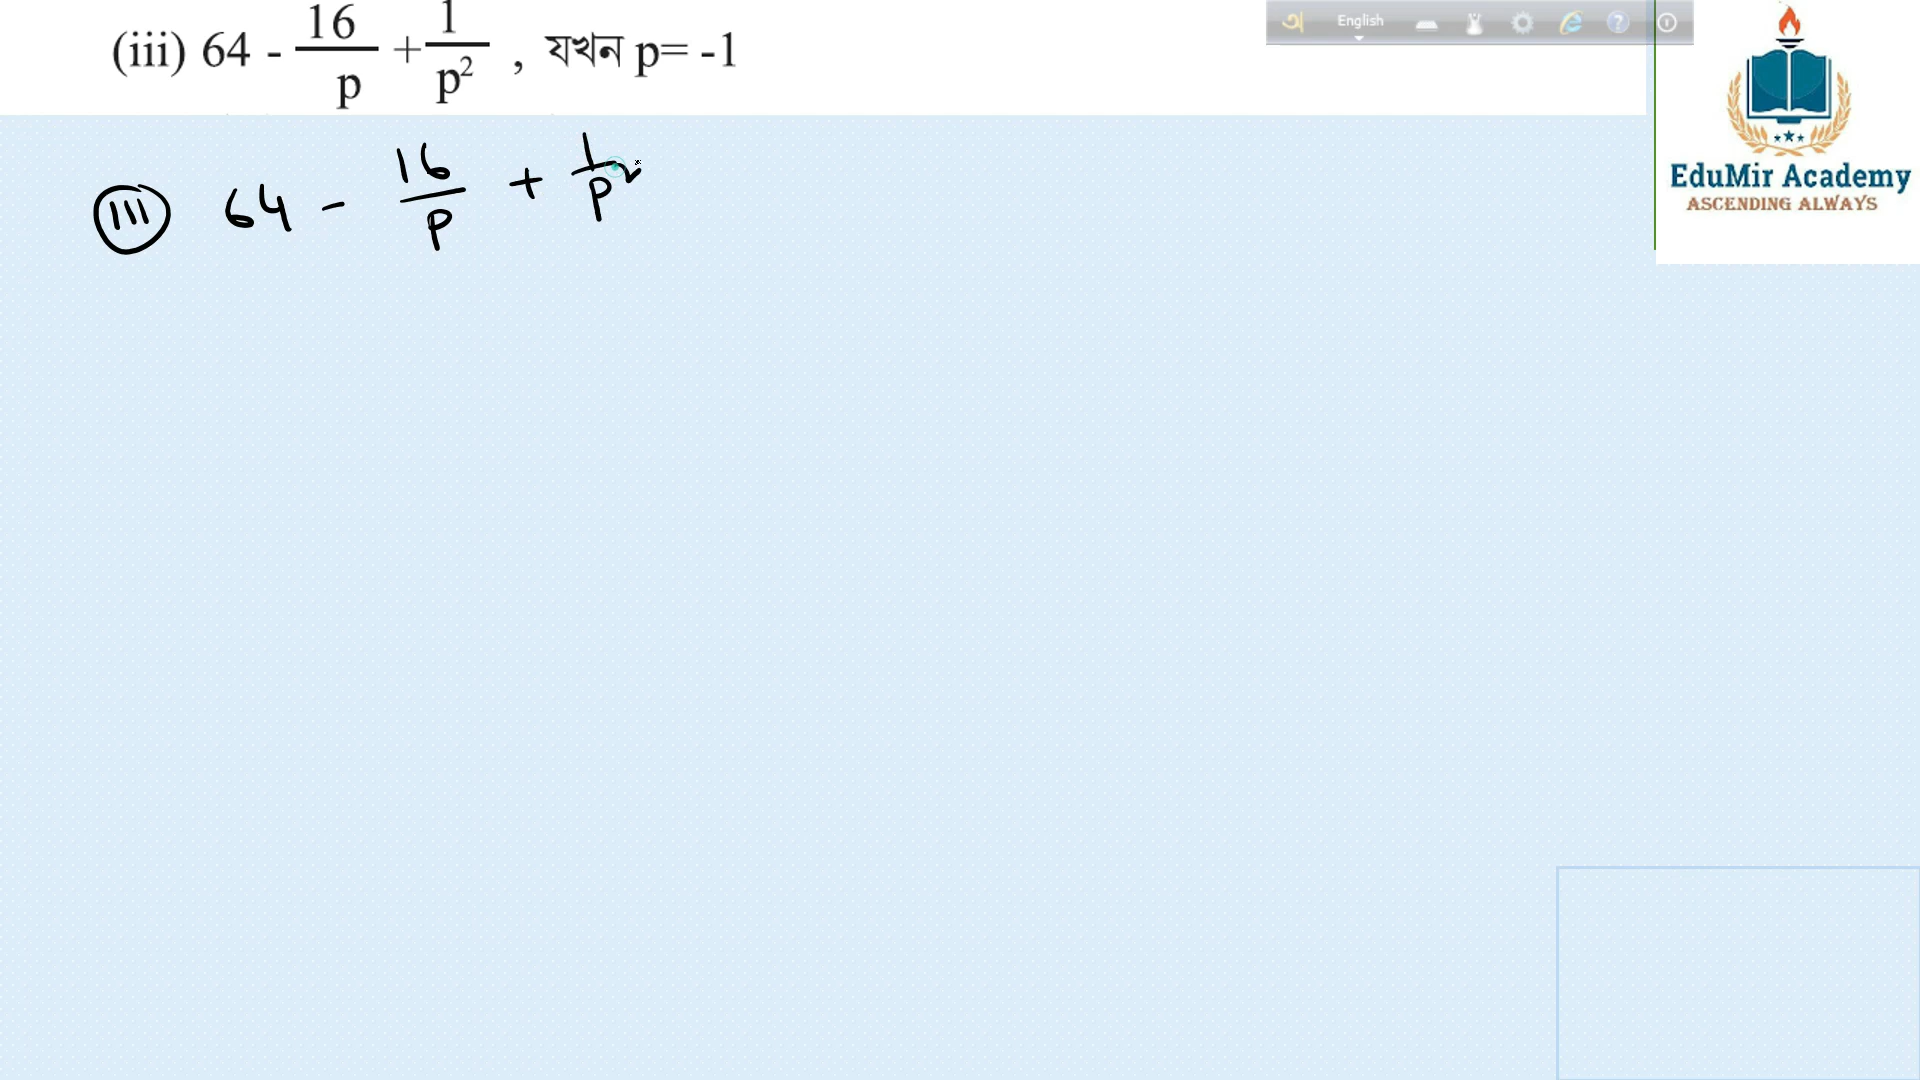 (iii) 64 - 16/p + 1/p² , যখন p= -1
English
EduMir Academy
ASCENDING ALWAYS
(III) 64 - 16/p + 1/p²